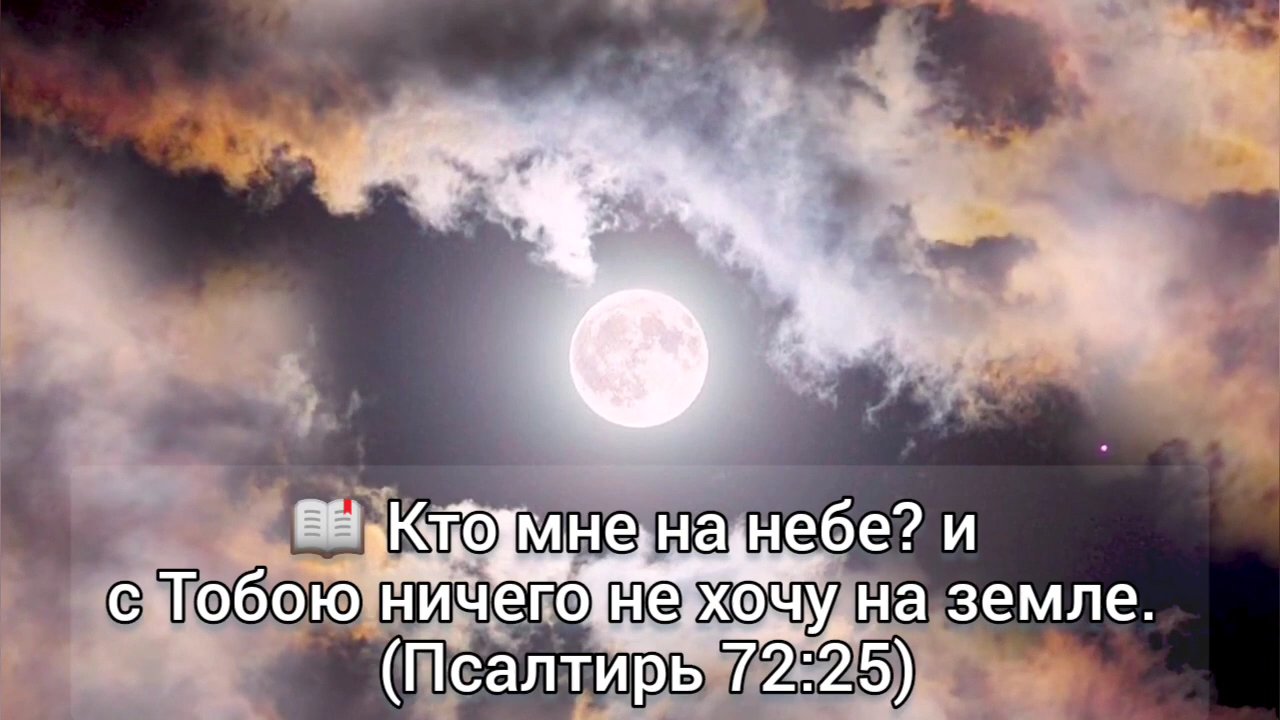 📖 Кто мне на небе? и
с Тобою ничего не хочу на земле.
(Псалтирь 72:25)